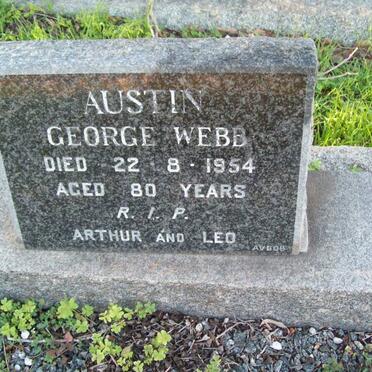 AUSTIN
GEORGE WEBB
DIED 22 · 8 · 1954
AGED 80 YEARS
R. I. P.
ARTHUR AND LEO